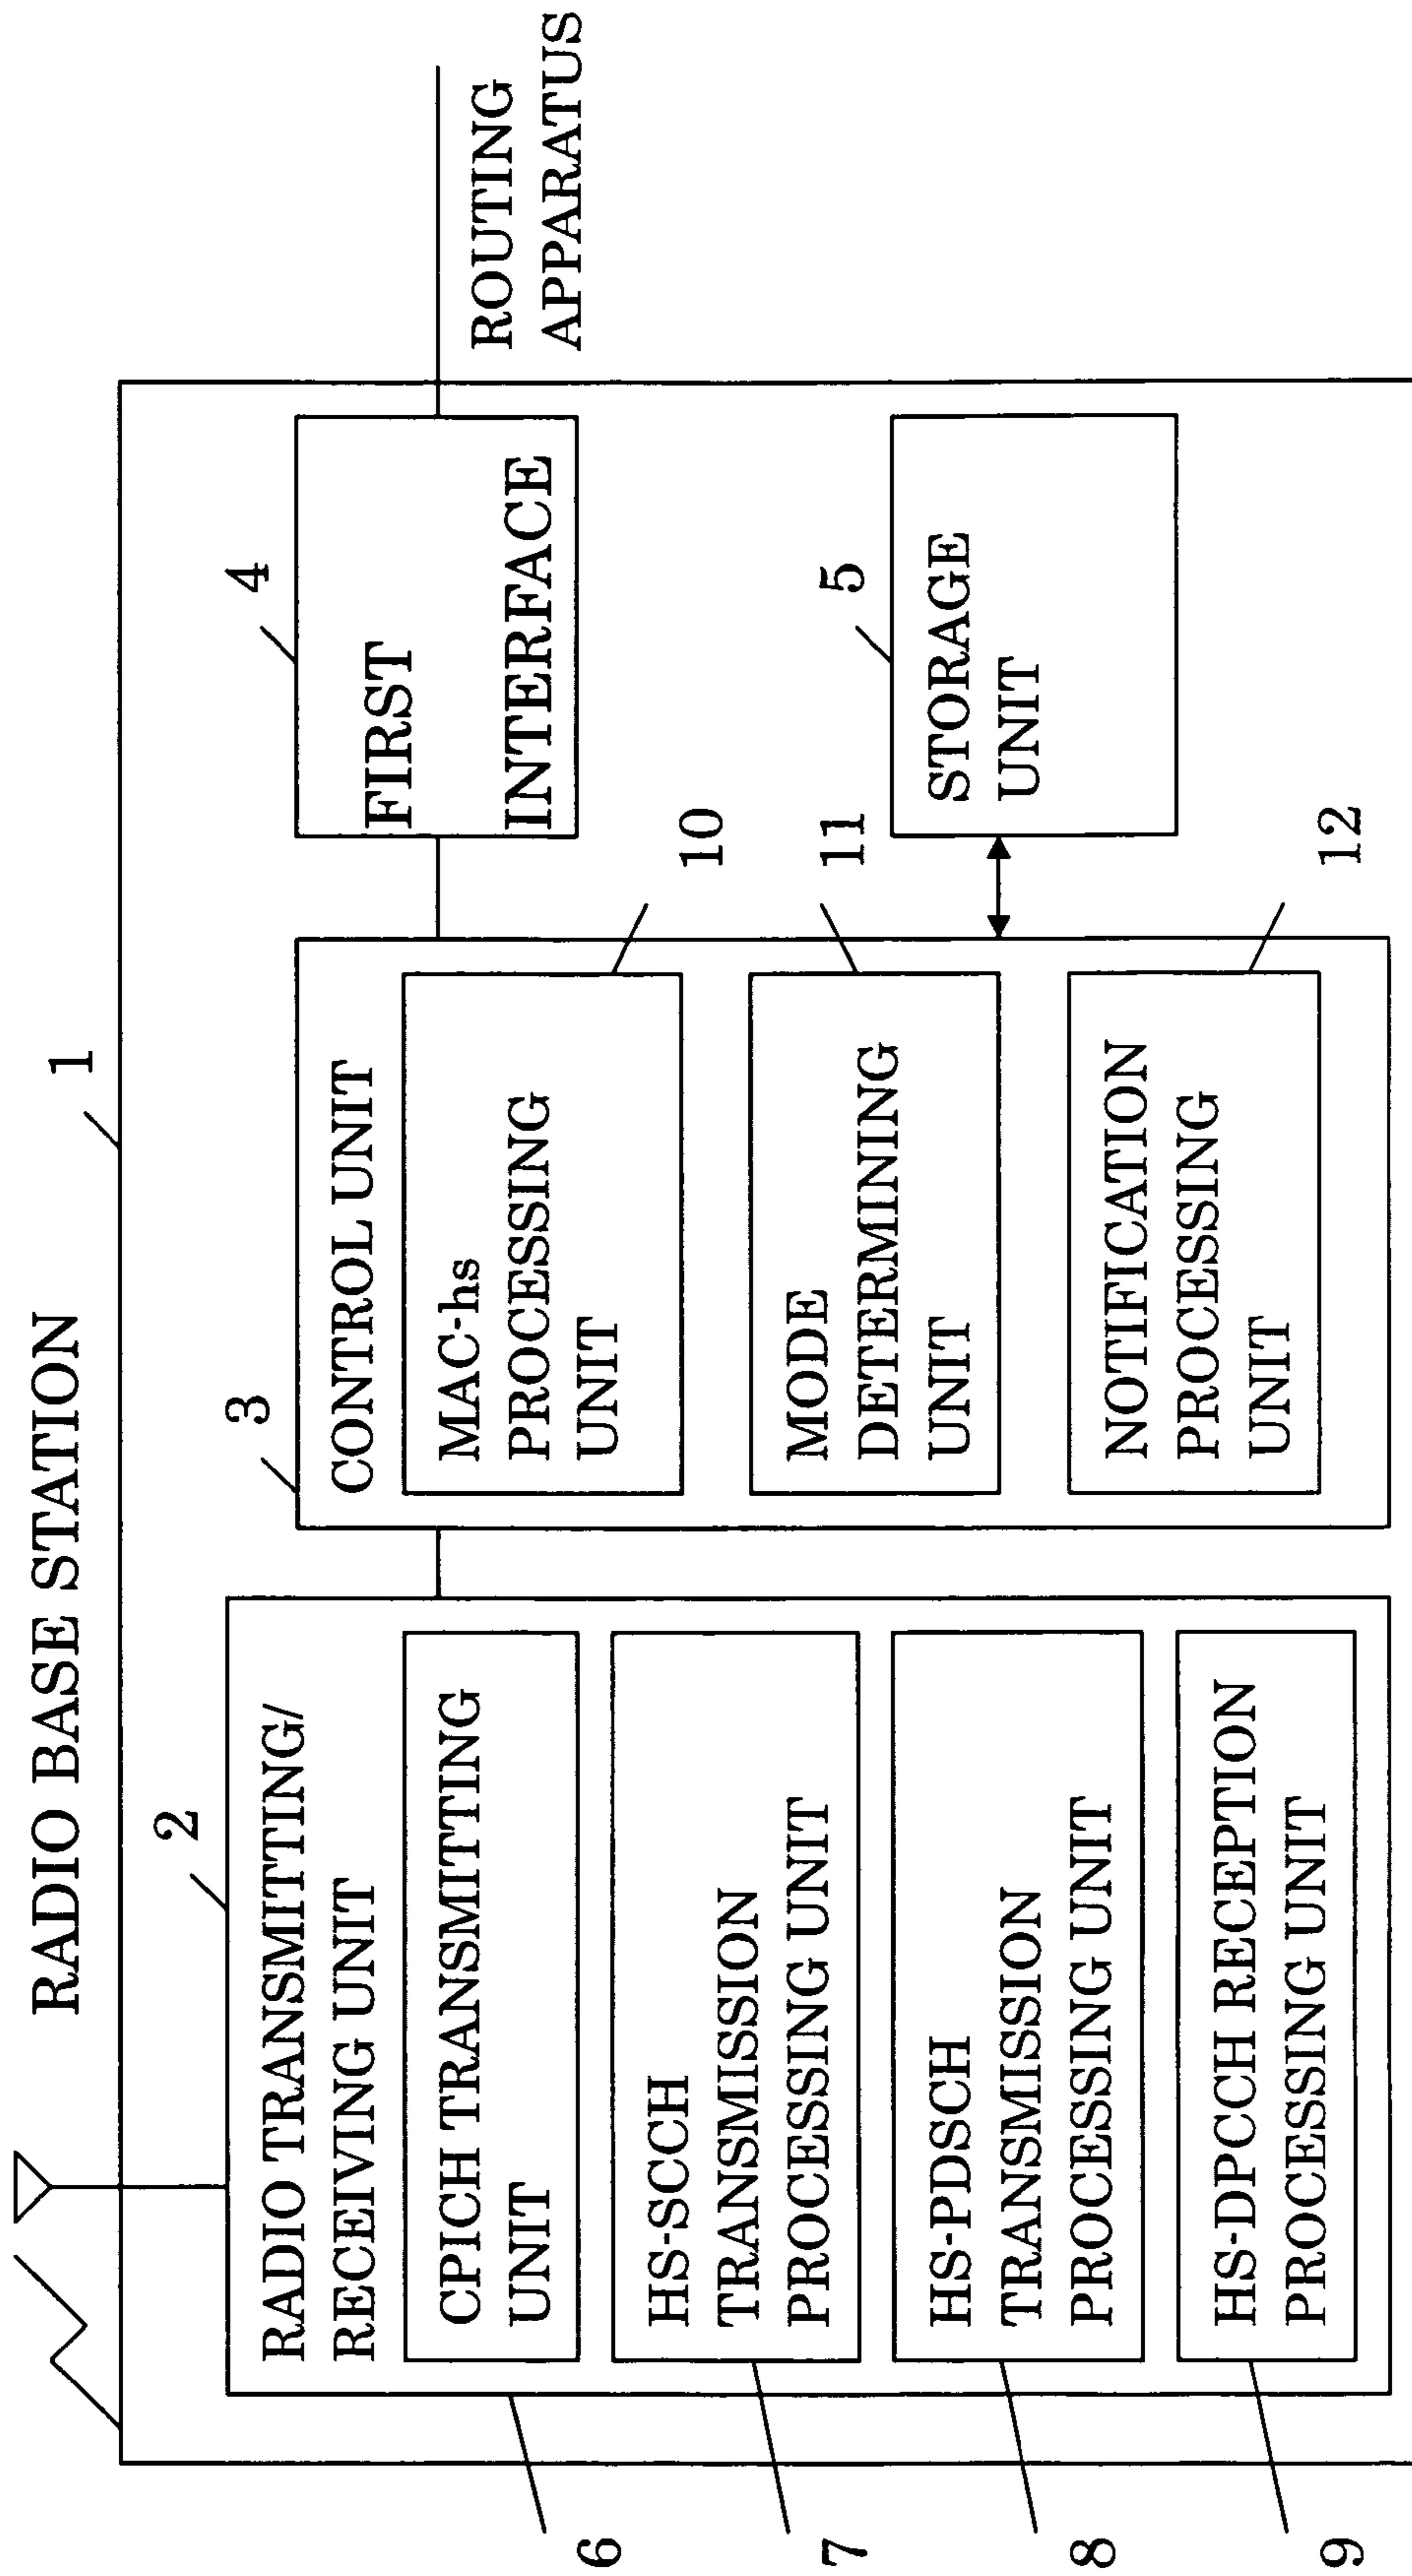 RADIO BASE STATION
1
2
RADIO TRANSMITTING/
RECEIVING UNIT
6
CPICH TRANSMITTING
UNIT
7
HS-SCCH
TRANSMISSION
PROCESSING UNIT
8
HS-PDSCH
TRANSMISSION
PROCESSING UNIT
9
HS-DPCCH RECEPTION
PROCESSING UNIT
3
CONTROL UNIT
MAC-hs
PROCESSING
UNIT
10
MODE
DETERMINING
UNIT
11
NOTIFICATION
PROCESSING
UNIT
12
4
FIRST
INTERFACE
5
STORAGE
UNIT
ROUTING
APPARATUS